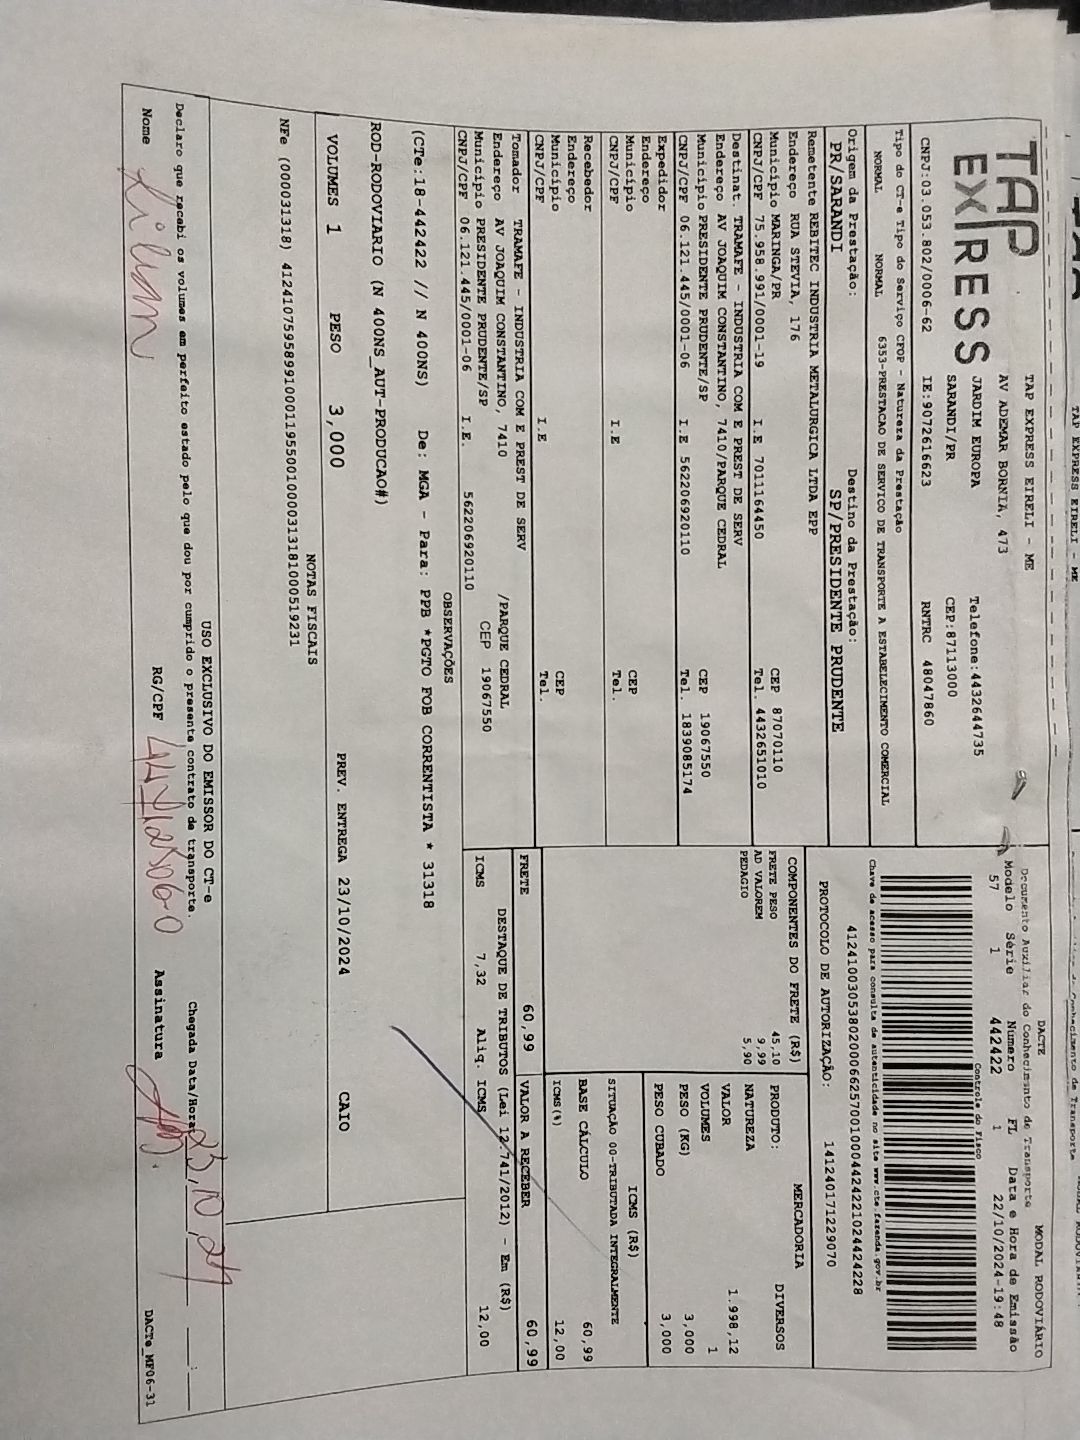 TAP
EXPRESS
TAP EXPRESS EIRELI - ME
AV ADEMAR BORNIA, 473
JARDIM EUROPA
SARANDI/PR
Telefone:4432644735
CEP:87113000
CNPJ:03.053.802/0006-62 IE:9072616623 RNTRC 48047860
Tipo do CT-e Tipo do Serviço CFOP - Natureza da Prestação
NORMAL NORMAL 6353-PRESTACAO DE SERVICO DE TRANSPORTE A ESTABELECIMENTO COMERCIAL
Origem da Prestação: Destino da Prestação:
PR/SARANDI SP/PRESIDENTE PRUDENTE
Remetente REBITEC INDUSTRIA METALURGICA LTDA EPP
Endereço RUA STEVIA, 176
Municipio MARINGA/PR CEP 87070110
CNPJ/CPF 75.958.991/0001-19 I.E 7011164450 Tel. 4432651010
Destinat. TRAMAFE - INDUSTRIA COM E PREST DE SERV
Endereço AV JOAQUIM CONSTANTINO, 7410/PARQUE CEDRAL
Municipio PRESIDENTE PRUDENTE/SP CEP 19067550
CNPJ/CPF 06.121.445/0001-06 I.E 562206920110 Tel. 1839085174
Expedidor
Endereço
Municipio CEP
CNPJ/CPF I.E Tel.
Recebedor
Endereço
Municipio CEP
CNPJ/CPF I.E Tel.
Tomador TRAMAFE - INDUSTRIA COM E PREST DE SERV
Endereço AV JOAQUIM CONSTANTINO, 7410 /PARQUE CEDRAL
Municipio PRESIDENTE PRUDENTE/SP CEP 19067550
CNPJ/CPF 06.121.445/0001-06 I.E. 562206920110
DACTE MODAL RODOVIÁRIO
Documento Auxiliar do Conhecimento de Transporte
Modelo Série Numero FL Data e Hora de Emissão
57 1 442422 1 22/10/2024-19:48
Controle do Fisco
Chave de acesso para consulta de autenticidade no site www.cte.fazenda.gov.br
41241003053802000662570010004424221024424228
PROTOCOLO DE AUTORIZAÇÃO: 141240171229070
COMPONENTES DO FRETE (R$)
FRETE PESO 45,10
AD VALOREM 9,99
PEDAGIO 5,90
MERCADORIA
PRODUTO: DIVERSOS
NATUREZA
VALOR 1.998,12
VOLUMES 1
PESO (KG) 3,000
PESO CUBADO 3,000
ICMS (R$)
SITUAÇÃO 00-TRIBUTADA INTEGRALMENTE
BASE CÁLCULO 60,99
ICMS(%) 12,00
FRETE 60,99 VALOR A RECEBER 60,99
DESTAQUE DE TRIBUTOS (Lei 12.741/2012) - Em (R$)
ICMS 7,32 Aliq. ICMS 12,00
OBSERVAÇÕES
(CTe:18-442422 // N 400NS) De: MGA - Para: PPB *PGTO FOB CORRENTISTA * 31318
ROD-RODOVIARIO (N 400NS_AUT-PRODUCAO#)
VOLUMES 1 PESO 3,000 PREV. ENTREGA 23/10/2024 CAIO
NOTAS FISCAIS
NFe (000031318) 41241075958991000119550010000313181000519231
USO EXCLUSIVO DO EMISSOR DO CT-e
Declaro que recebi os volumes em perfeito estado pelo que dou por cumprido o presente contrato de transporte. Chegada Data/Hora: 23,10,24 :
Nome Lilian RG/CPF Assinatura DACTe_MF06-31